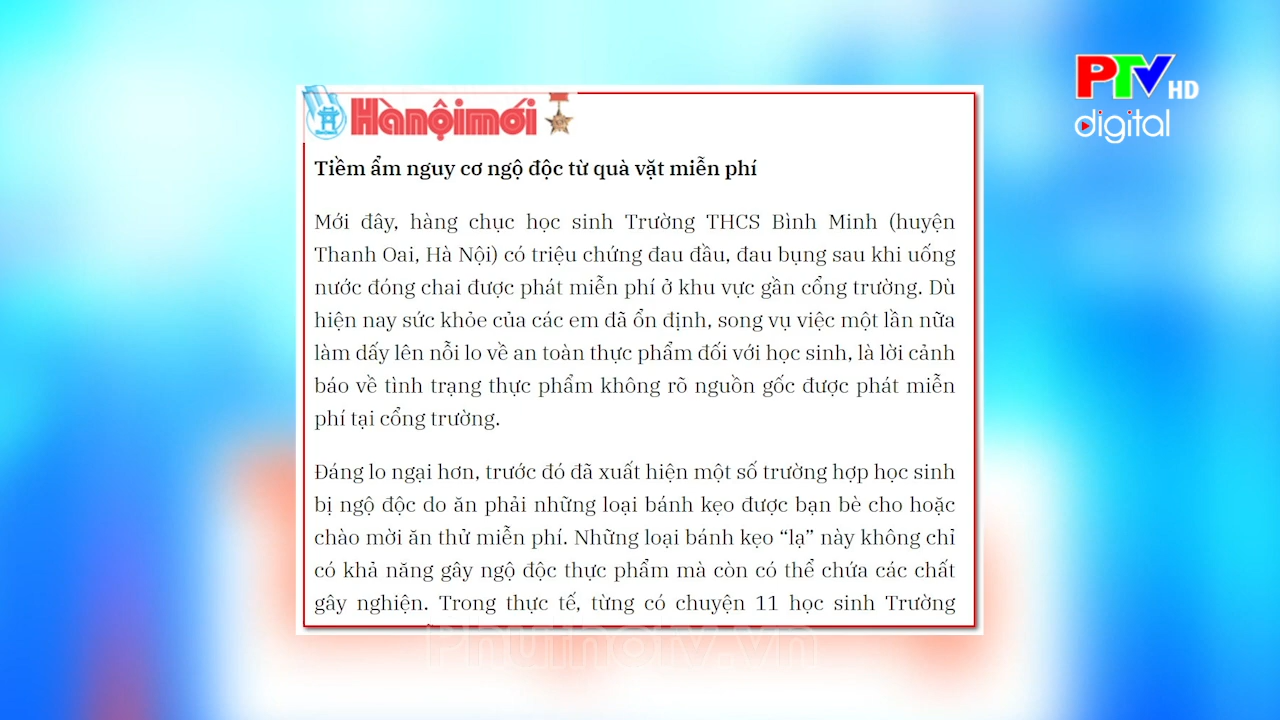 PTV HD
digital
Hànộimới
Tiềm ẩm nguy cơ ngộ độc từ quà vặt miễn phí
Mới đây, hàng chục học sinh Trường THCS Bình Minh (huyện
Thanh Oai, Hà Nội) có triệu chứng đau đầu, đau bụng sau khi uống
nước đóng chai được phát miễn phí ở khu vực gần cổng trường. Dù
hiện nay sức khỏe của các em đã ổn định, song vụ việc một lần nữa
làm dấy lên nỗi lo về an toàn thực phẩm đối với học sinh, là lời cảnh
báo về tình trạng thực phẩm không rõ nguồn gốc được phát miễn
phí tại cổng trường.
Đáng lo ngại hơn, trước đó đã xuất hiện một số trường hợp học sinh
bị ngộ độc do ăn phải những loại bánh kẹo được bạn bè cho hoặc
chào mời ăn thử miễn phí. Những loại bánh kẹo “lạ” này không chỉ
có khả năng gây ngộ độc thực phẩm mà còn có thể chứa các chất
gây nghiện. Trong thực tế, từng có chuyện 11 học sinh Trường